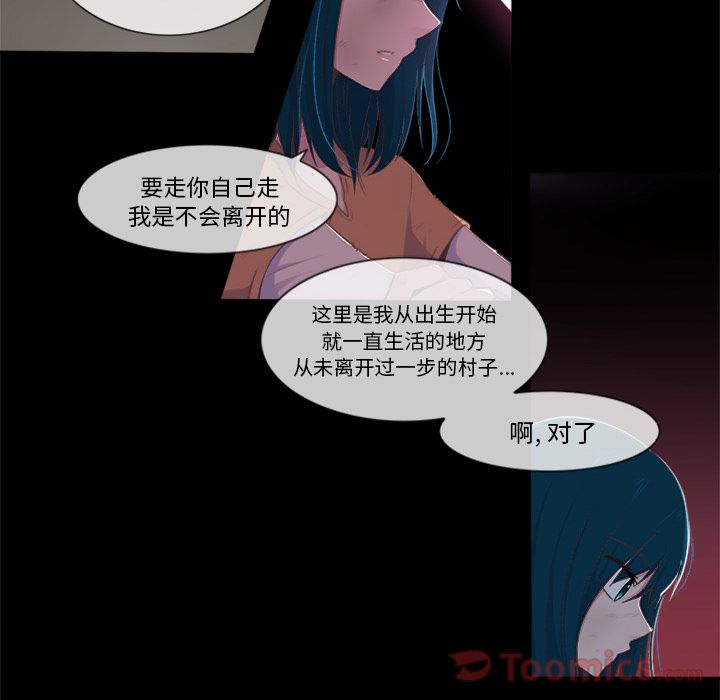 要走你自己走
我是不会离开的
这里是我从出生开始
就一直生活的地方
从未离开过一步的村子...
啊,对了
Toomics